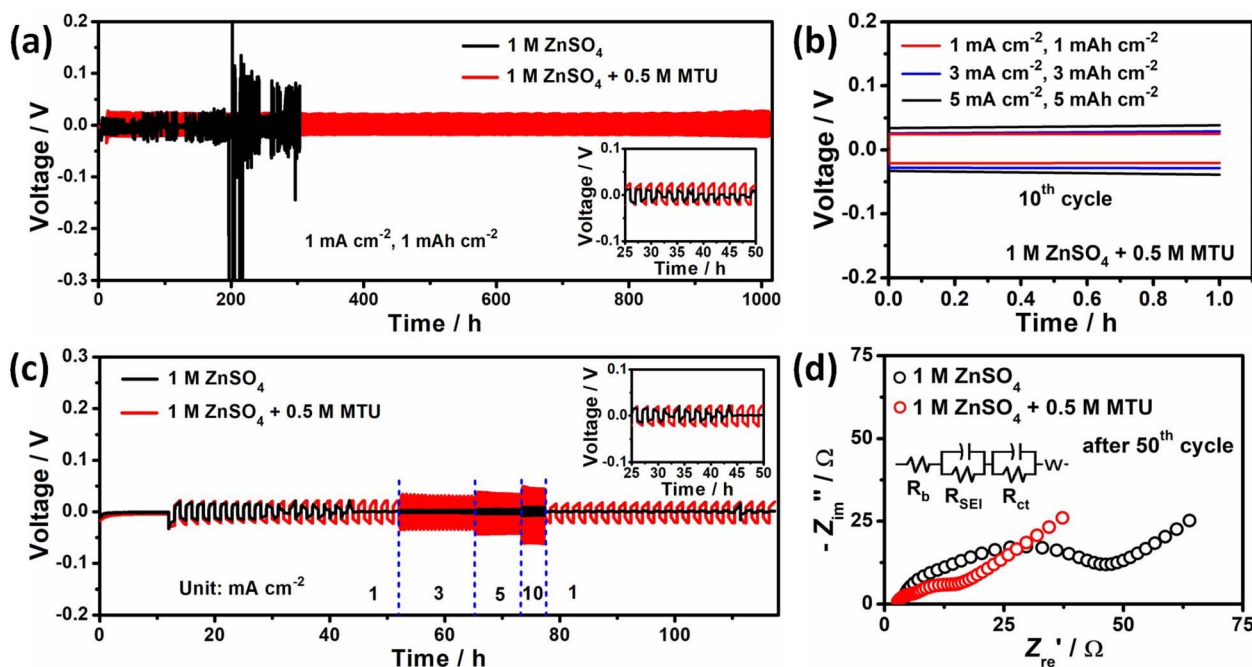 (a)
0.2
0.1
0.0
-0.1
-0.2
-0.3
Voltage / V
1 M ZnSO₄
1 M ZnSO₄ + 0.5 M MTU
1 mA cm⁻², 1 mAh cm⁻²
0.1
0.0
-0.1
Voltage / V
25 30 35 40 45 50
Time / h
0 200 400 600 800 1000
Time / h
(b)
0.2
0.1
0.0
-0.1
-0.2
Voltage / V
1 mA cm⁻², 1 mAh cm⁻²
3 mA cm⁻², 3 mAh cm⁻²
5 mA cm⁻², 5 mAh cm⁻²
10ᵗʰ cycle
1 M ZnSO₄ + 0.5 M MTU
0.0 0.2 0.4 0.6 0.8 1.0
Time / h
(c)
0.3
0.2
0.1
0.0
-0.1
-0.2
Voltage / V
1 M ZnSO₄
1 M ZnSO₄ + 0.5 M MTU
0.1
0.0
-0.1
Voltage / V
25 30 35 40 45 50
Time / h
Unit: mA cm⁻²
1 3 5 10 1
0 20 40 60 80 100
Time / h
(d)
75
50
25
0
- Zᵢₘ" / Ω
1 M ZnSO₄
1 M ZnSO₄ + 0.5 M MTU
after 50ᵗʰ cycle
W
R_b R_SEI R_ct
0 25 50 75
Z_re' / Ω